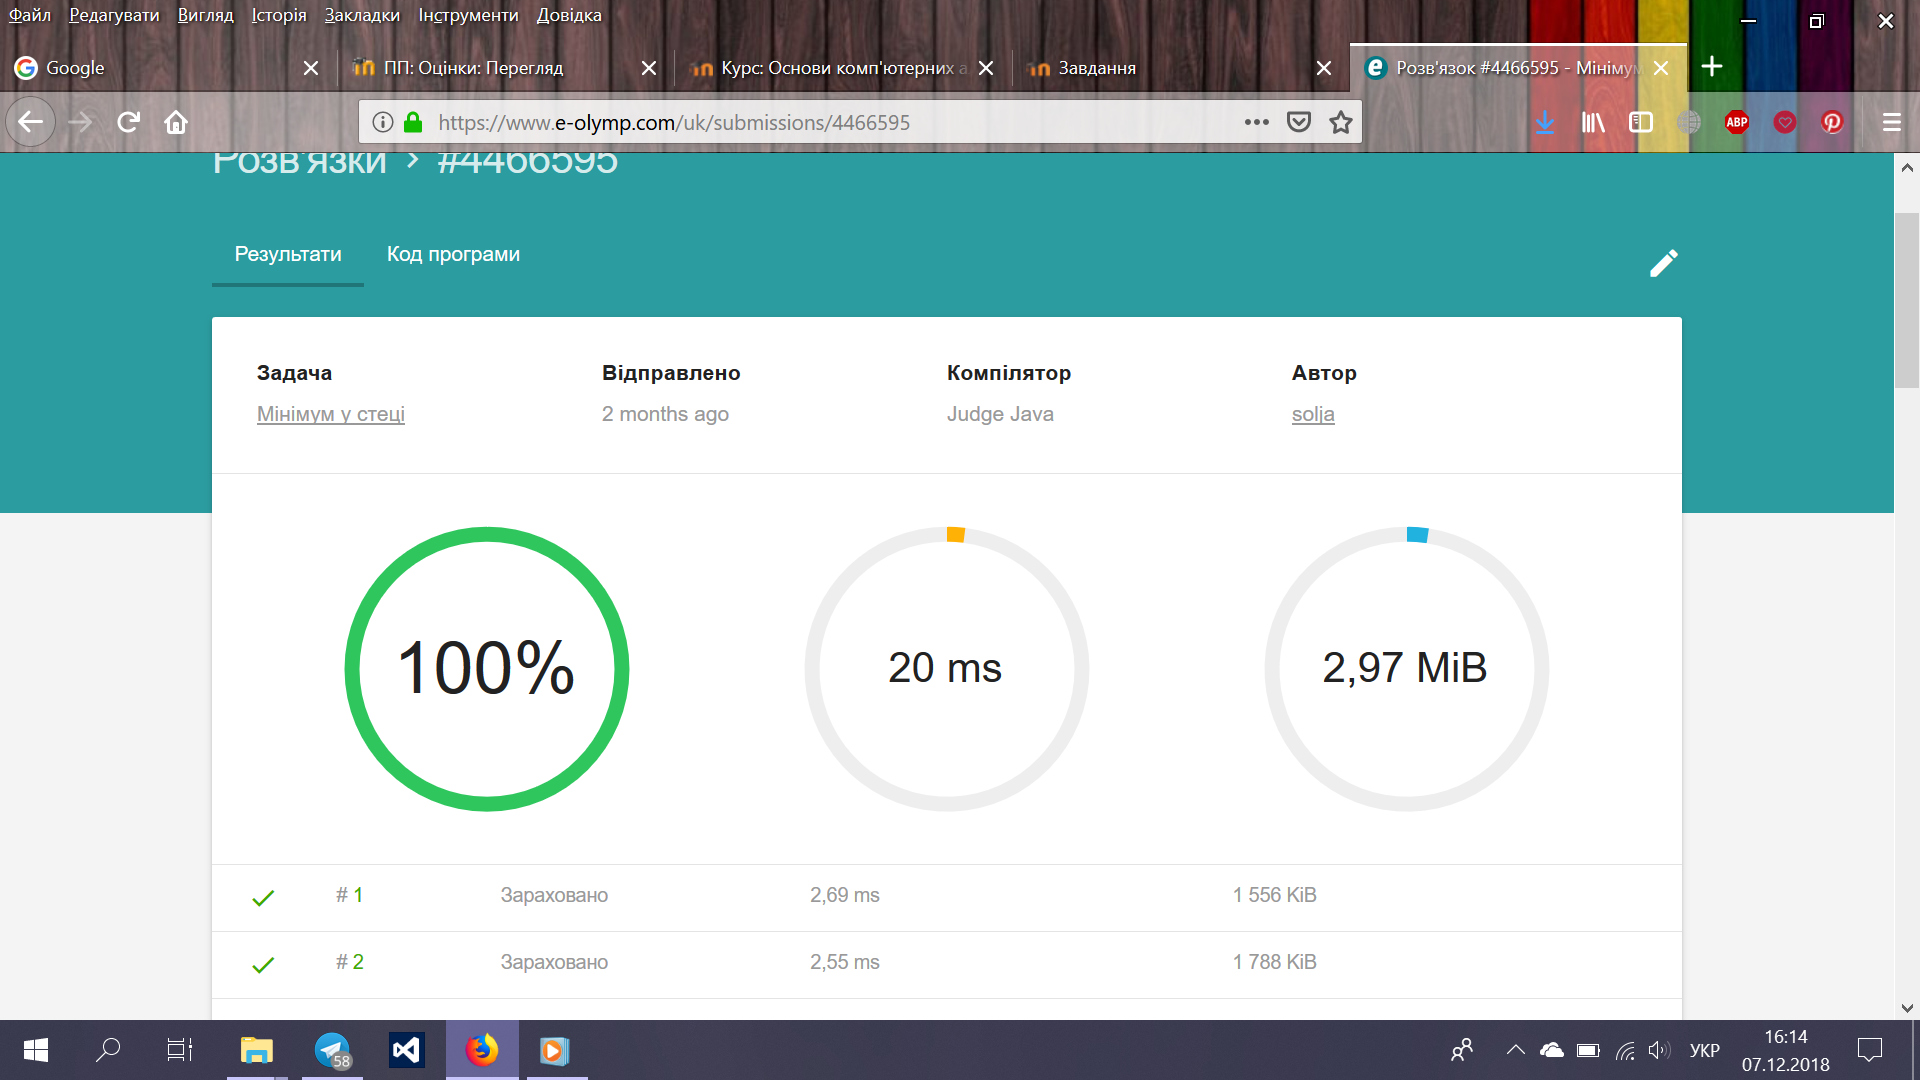 Файл Редагувати Вигляд Історія Закладки Інструменти Довідка
Google ПП: Оцінки: Перегляд Курс: Основи комп'ютерних а Завдання Розв'язок #4466595 - Мінімум
https://www.e-olymp.com/uk/submissions/4466595
ABP
Розв'язки > #4466595
Результати Код програми
Задача Відправлено Компілятор Автор
Мінімум у стеці 2 months ago Judge Java solja
100% 20 ms 2,97 MiB
# 1 Зараховано 2,69 ms 1 556 KiB
# 2 Зараховано 2,55 ms 1 788 KiB
58
УКР
16:14
07.12.2018